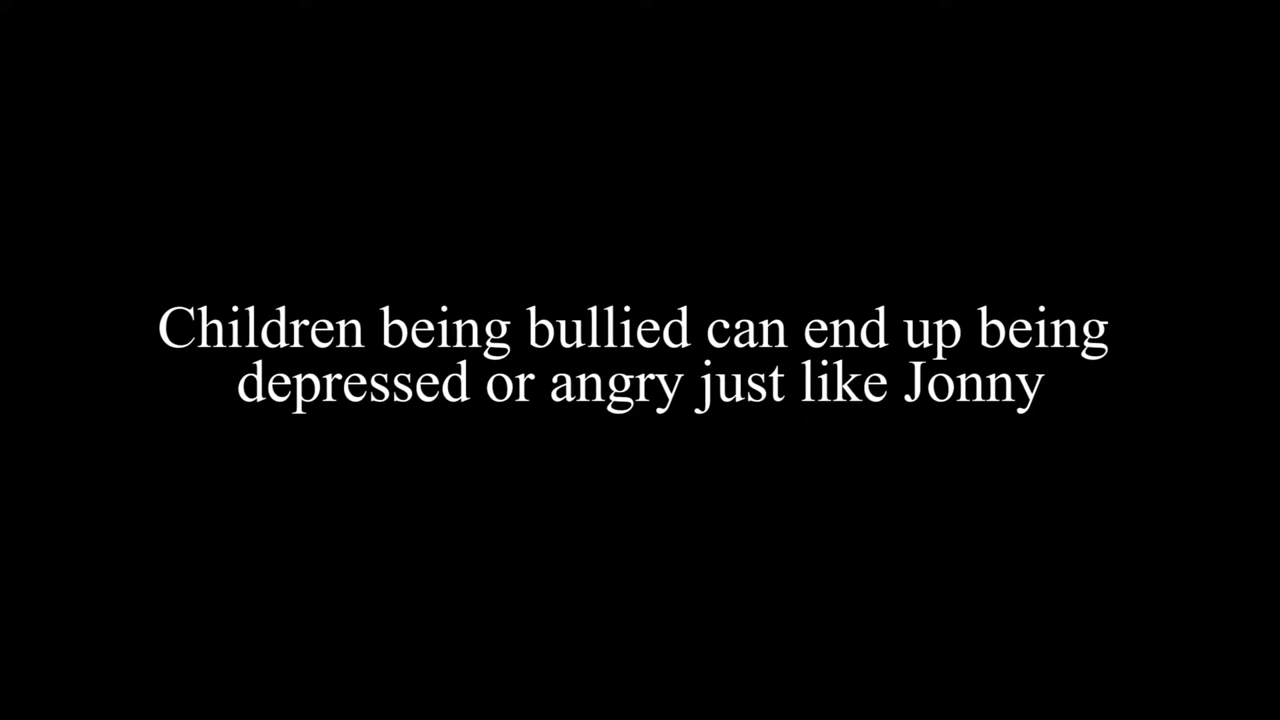 Children being bullied can end up being
depressed or angry just like Jonny